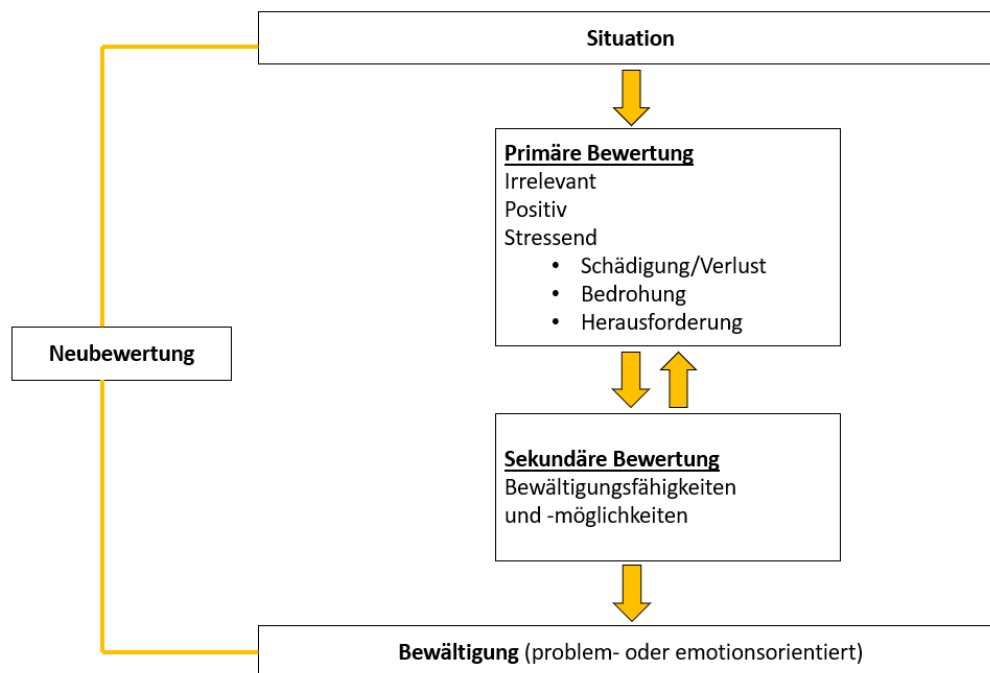 Situation
Primäre Bewertung
Irrelevant
Positiv
Stressend
• Schädigung/Verlust
• Bedrohung
• Herausforderung
Neubewertung
Sekundäre Bewertung
Bewältigungsfähigkeiten
und -möglichkeiten
Bewältigung (problem- oder emotionsorientiert)